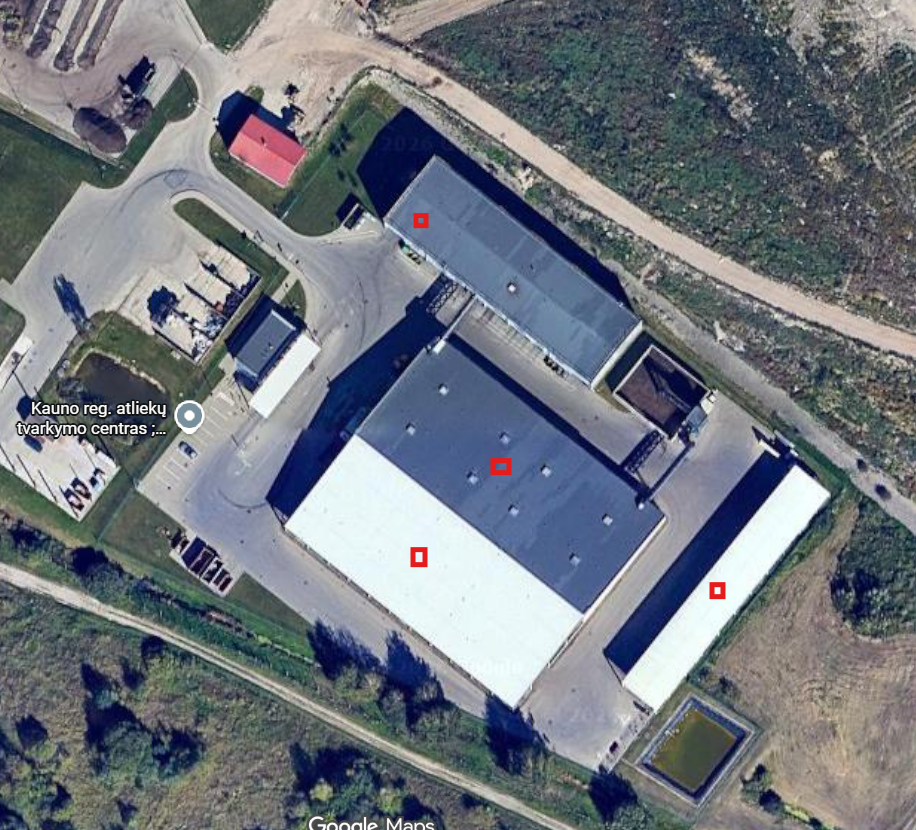 Kauno reg. atliekų
tvarkymo centras ;...
Google Maps